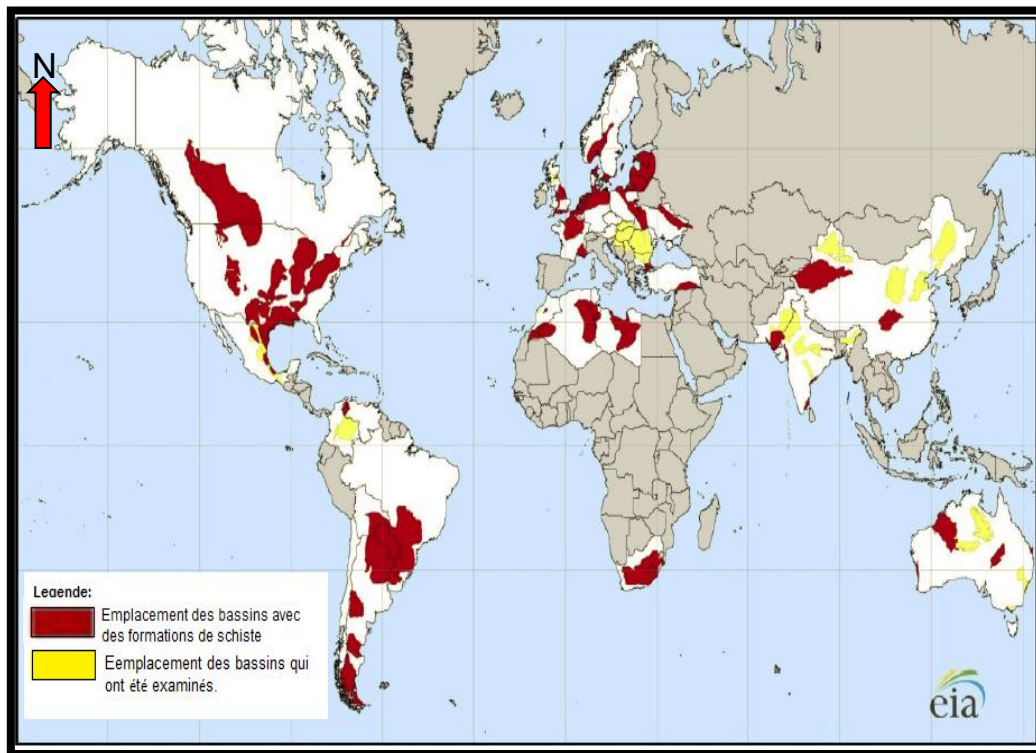 N
Legende:
Emplacement des bassins avec
des formations de schiste
Eemplacement des bassins qui
ont été examinés.
eia